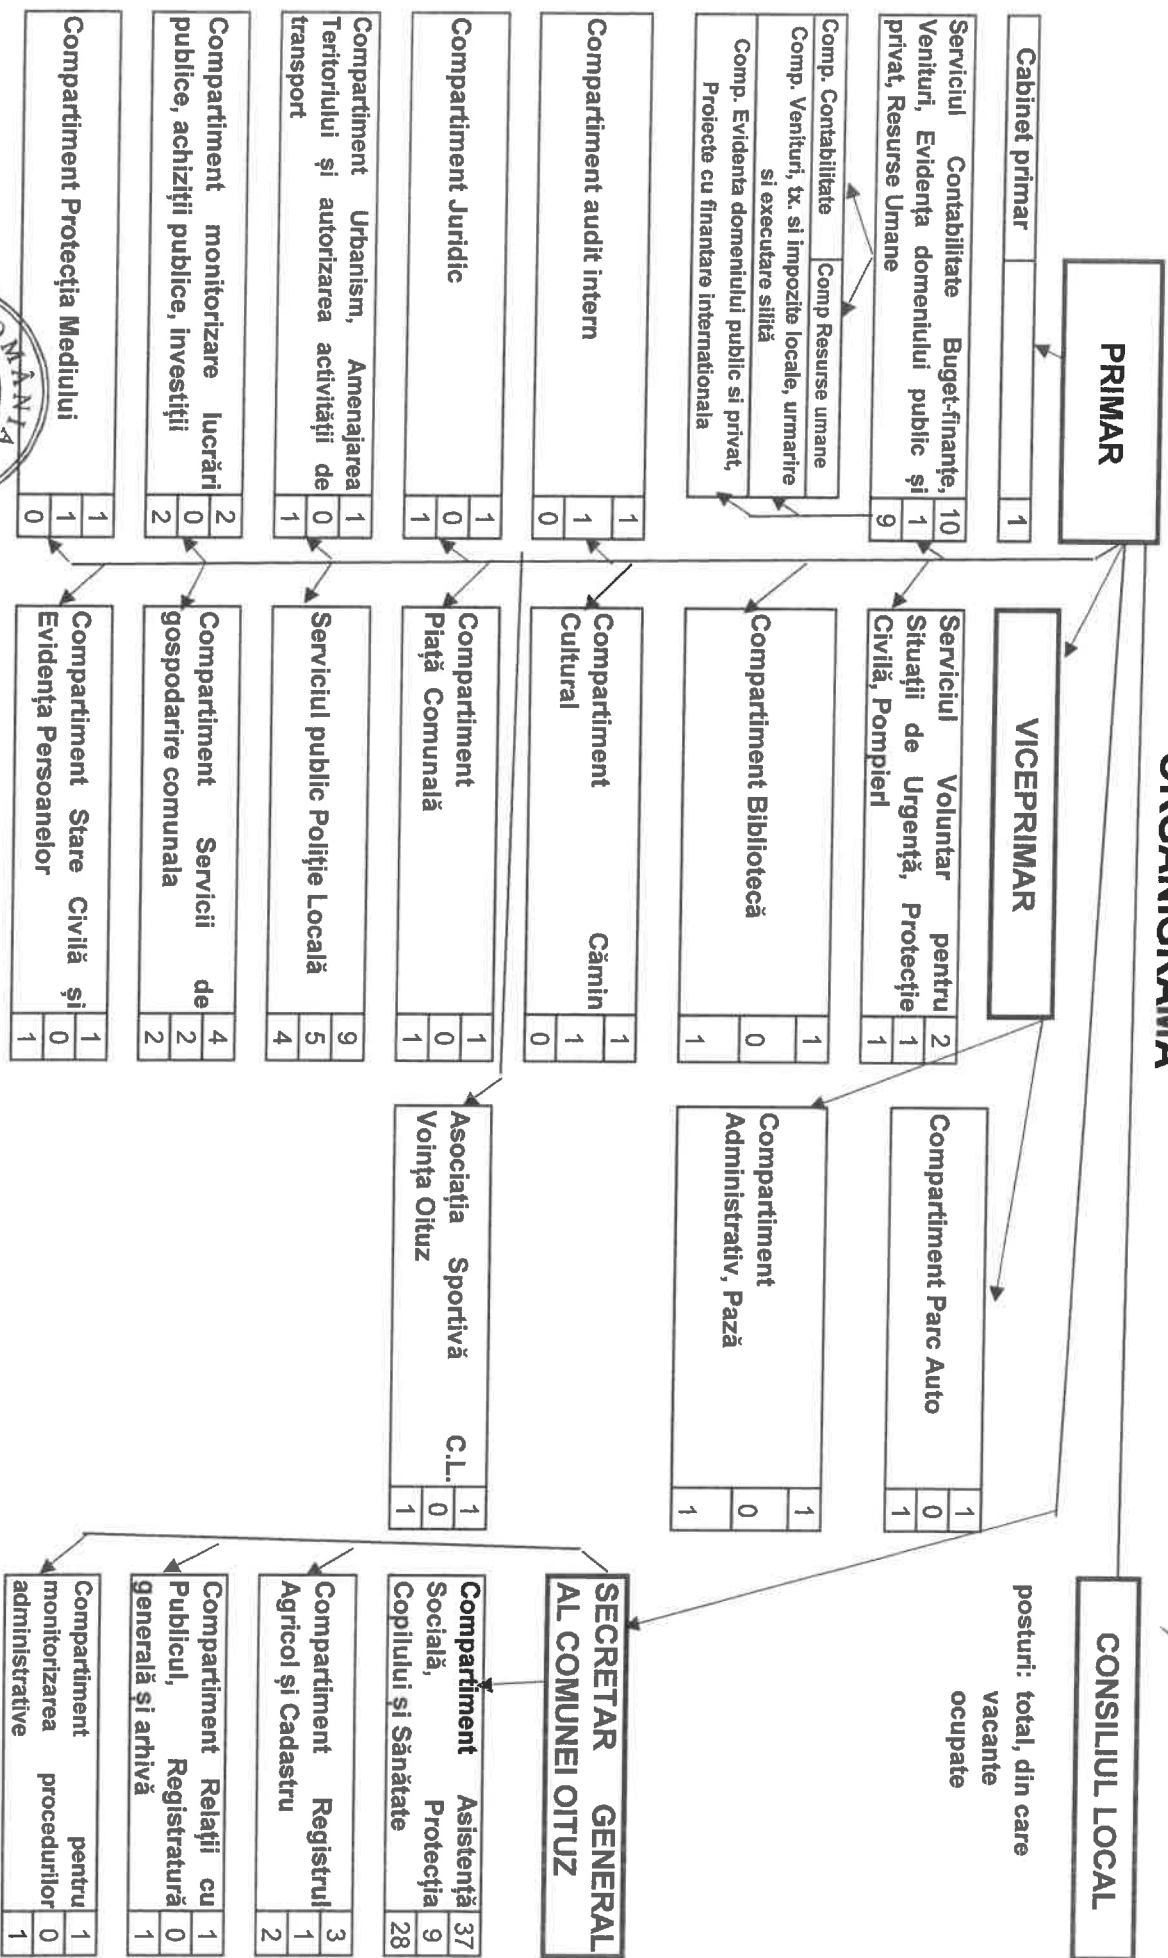 ORGANIGRAMA
PRIMAR
CONSILIUL LOCAL
VICEPRIMAR
posturi: total, din care
vacante
ocupate
Cabinet primar
1
Serviciul Contabilitate Buget-finanțe,
Venituri, Evidența domeniului public și
privat, Resurse Umane
10
1
9
Comp. Contabilitate
Comp Resurse umane
Comp. Venituri, tx. si impozite locale, urmarire
si executare silită
Comp. Evidenta domeniului public si privat,
Proiecte cu finantare internationala
Compartiment audit intern
1
1
0
Compartiment Juridic
1
0
1
Compartiment Urbanism, Amenajarea
Teritoriului și autorizarea activității de
transport
1
0
1
Compartiment monitorizare lucrări
publice, achiziții publice, investiții
2
0
2
Compartiment Protecția Mediului
1
1
0
ROMÂNIA
Serviciul Voluntar pentru
Situații de Urgență, Protecție
Civilă, Pompierl
2
1
1
Compartiment Bibliotecă
1
0
1
Compartiment Cămin
Cultural
1
1
0
Compartiment
Piață Comunală
1
0
1
Serviciul public Poliție Locală
9
5
4
Compartiment Servicii de
gospodarire comunala
4
2
2
Compartiment Stare Civilă și
Evidența Persoanelor
1
0
1
Compartiment Parc Auto
1
0
1
Compartiment
Administrativ, Pază
1
0
1
Asociația Sportivă C.L.
Voința Oituz
1
0
1
SECRETAR GENERAL
AL COMUNEI OITUZ
Compartiment Asistență
Socială, Protecția
Copilului și Sănătate
37
9
28
Compartiment Registrul
Agricol și Cadastru
3
1
2
Compartiment Relații cu
Publicul, Registratură
generală și arhivă
1
0
1
Compartiment pentru
monitorizarea procedurilor
administrative
1
0
1